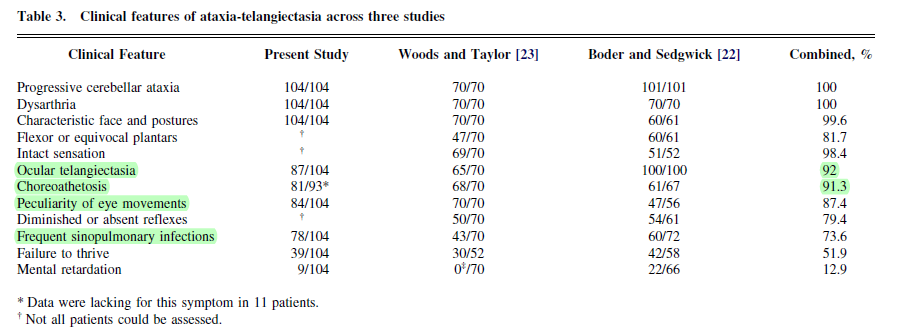 Table 3. Clinical features of ataxia-telangiectasia across three studies
Clinical Feature Present Study Woods and Taylor [23] Boder and Sedgwick [22] Combined, %
Progressive cerebellar ataxia 104/104 70/70 101/101 100
Dysarthria 104/104 70/70 70/70 100
Characteristic face and postures 104/104 70/70 60/61 99.6
Flexor or equivocal plantars † 47/70 60/61 81.7
Intact sensation † 69/70 51/52 98.4
Ocular telangiectasia 87/104 65/70 100/100 92
Choreoathetosis 81/93* 68/70 61/67 91.3
Peculiarity of eye movements 84/104 70/70 47/56 87.4
Diminished or absent reflexes † 50/70 54/61 79.4
Frequent sinopulmonary infections 78/104 43/70 60/72 73.6
Failure to thrive 39/104 30/52 42/58 51.9
Mental retardation 9/104 0‡/70 22/66 12.9
* Data were lacking for this symptom in 11 patients.
† Not all patients could be assessed.